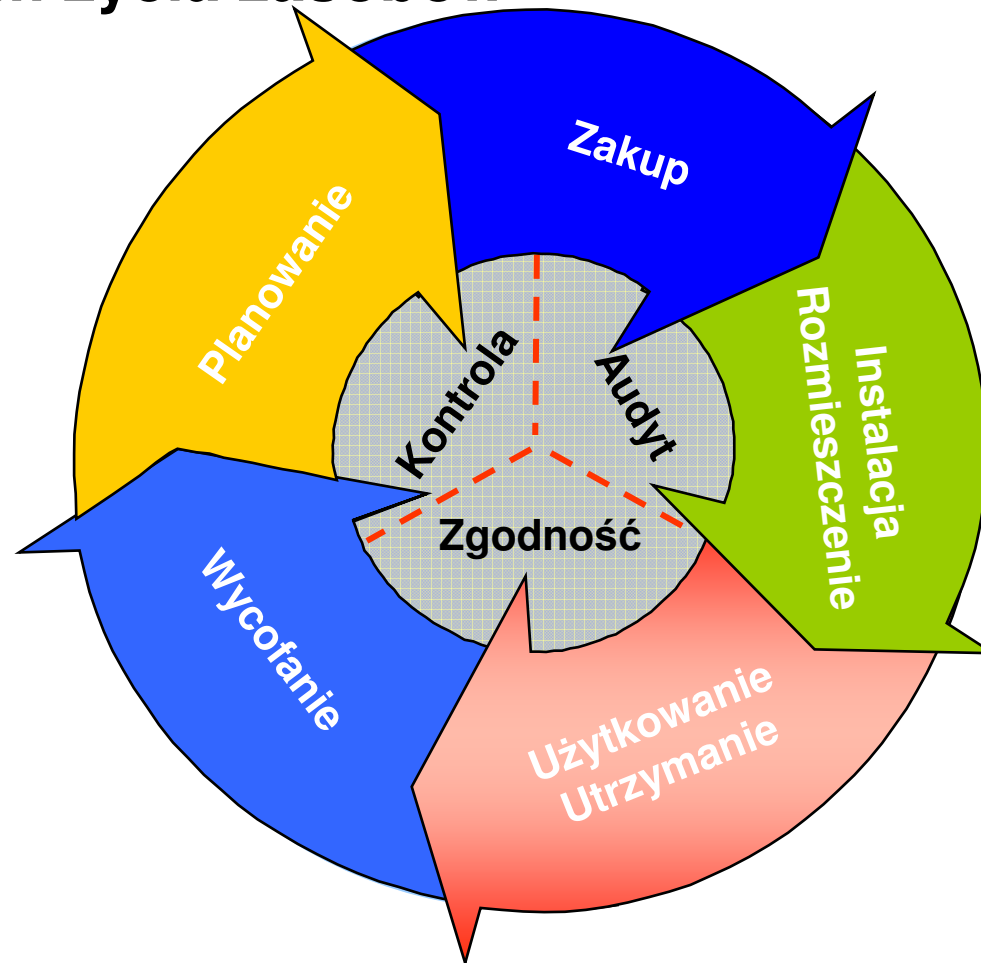 Zakup
Planowanie
Instalacja
Rozmieszczenie
Kontrola
Audyt
Zgodność
Wycofanie
Użytkowanie
Utrzymanie